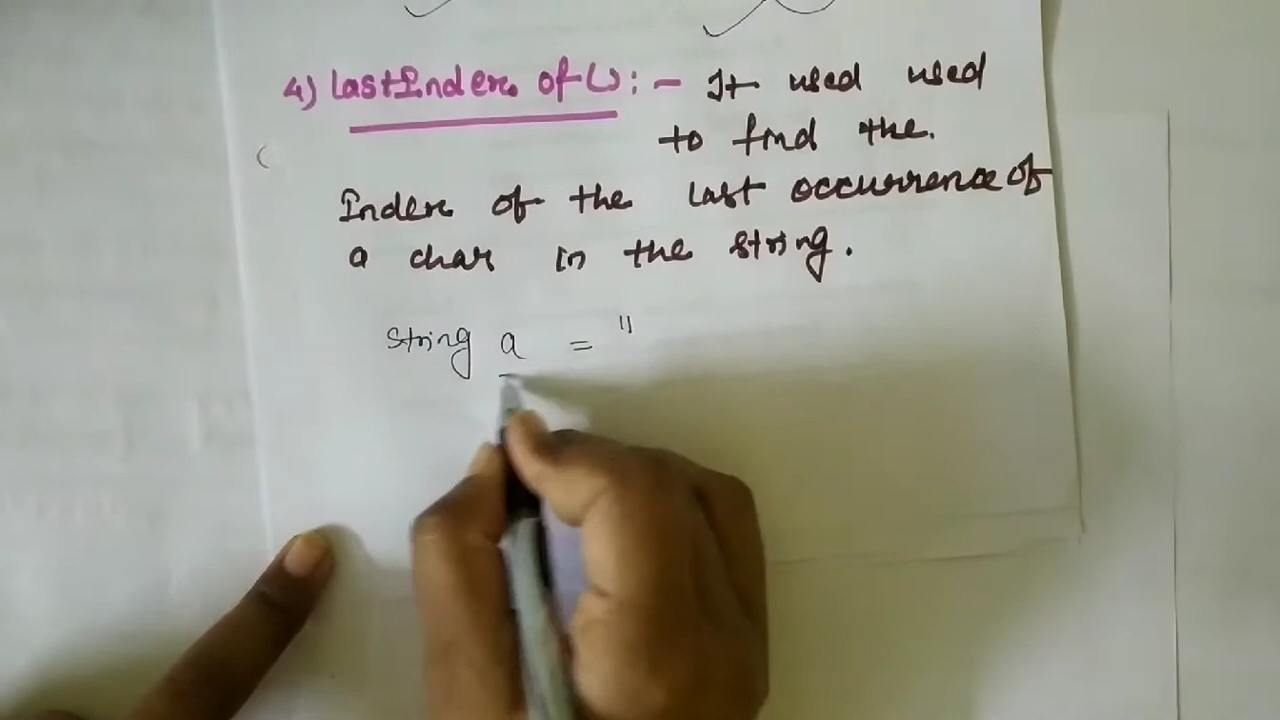 4) lastIndex of () : - It used used
to find the.
Index of the last occurrence of
a char in the string.
String a = "